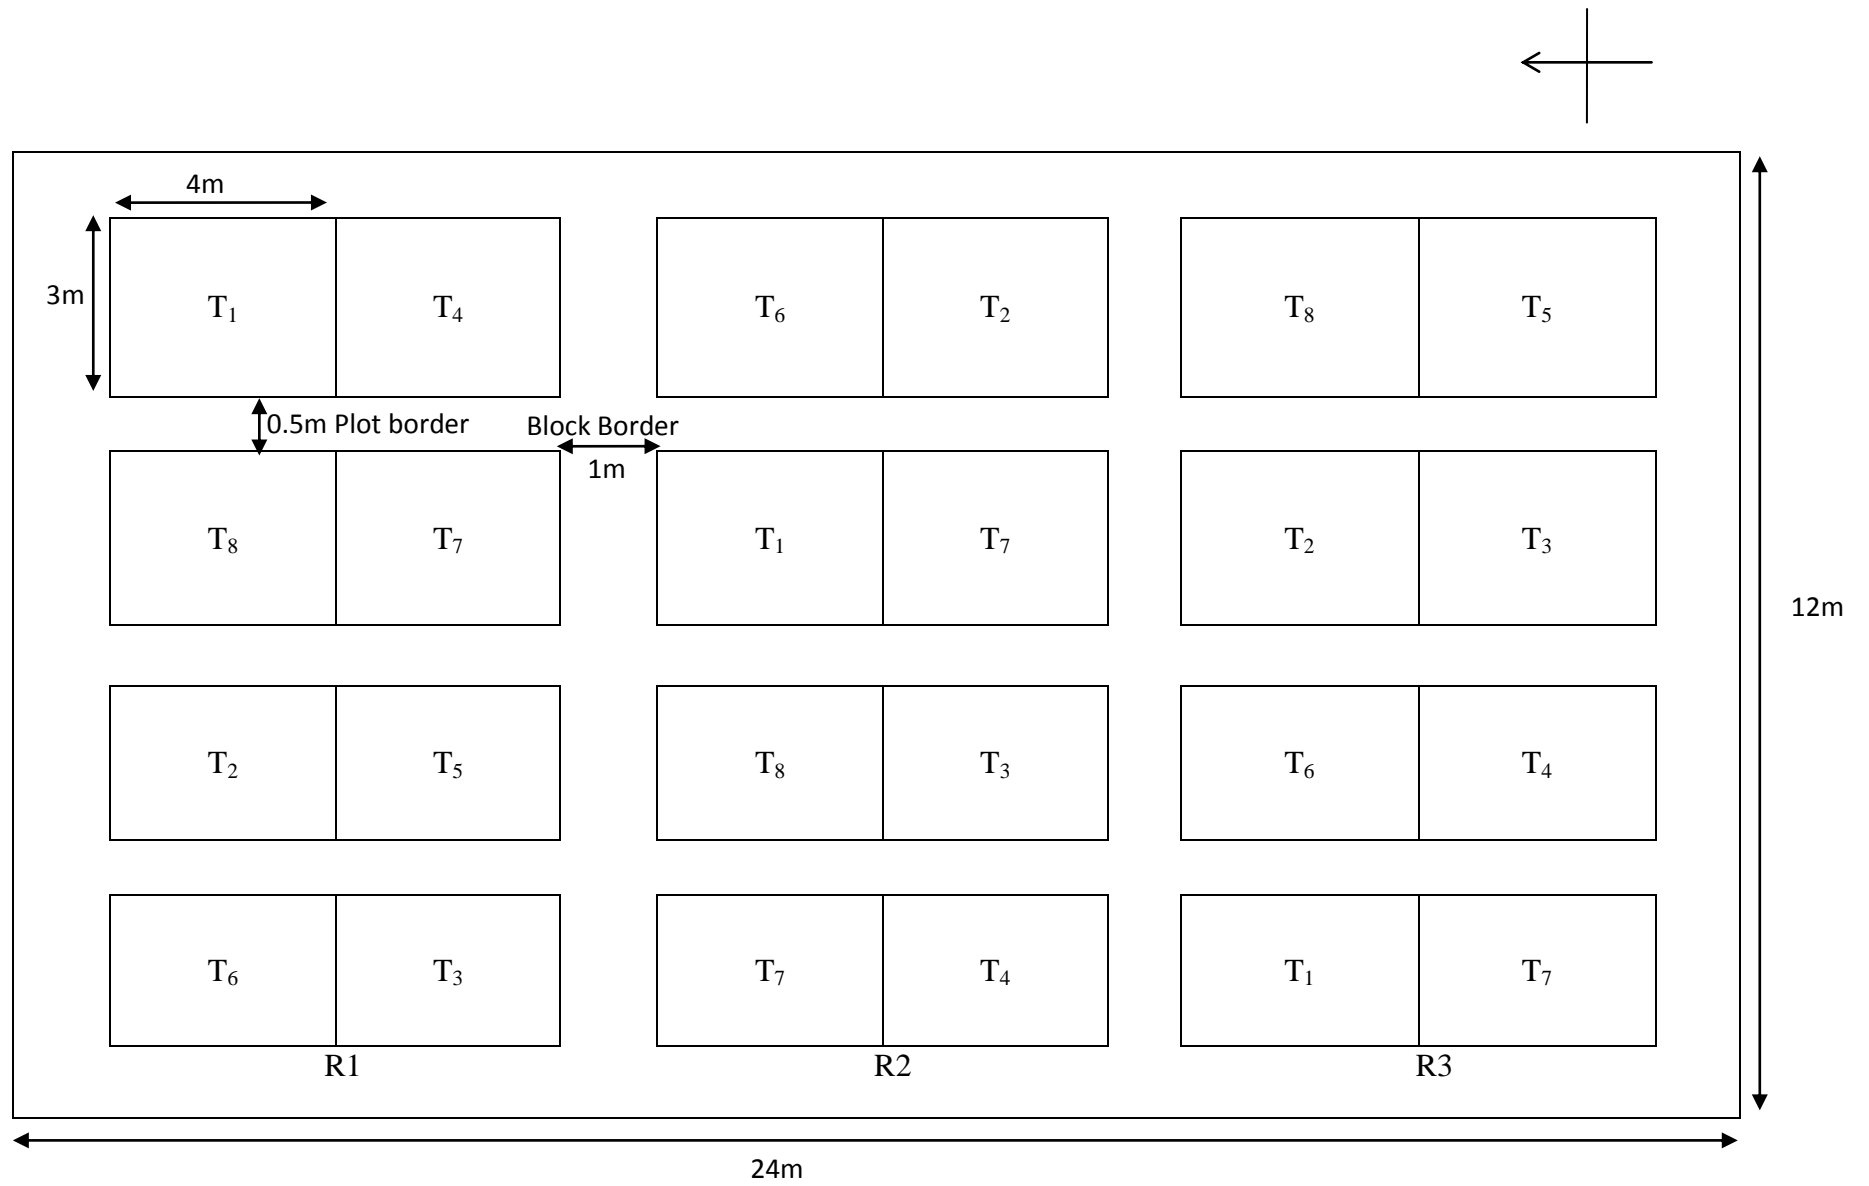 4m
3m
T₁ T₄ T₆ T₂ T₈ T₅
0.5m Plot border
Block Border
1m
T₈ T₇ T₁ T₇ T₂ T₃
12m
T₂ T₅ T₈ T₃ T₆ T₄
T₆ T₃ T₇ T₄ T₁ T₇
R1 R2 R3
24m